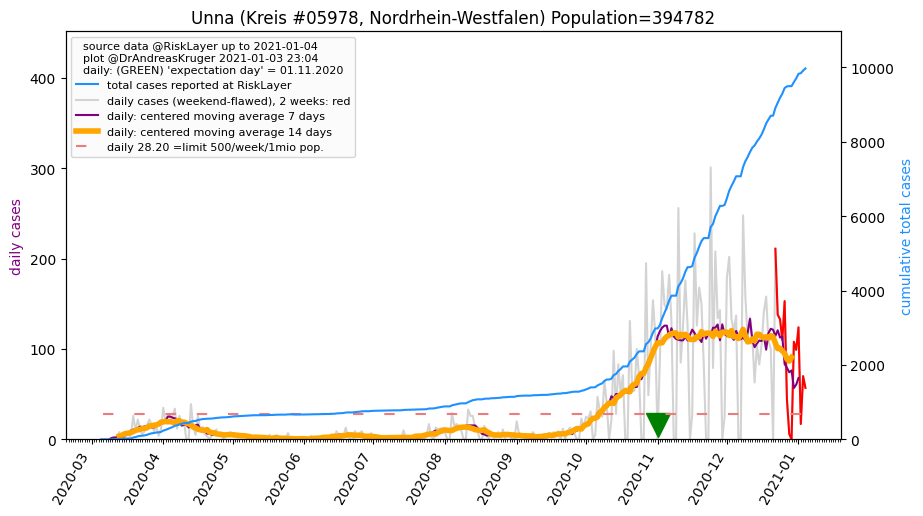 Unna (Kreis #05978, Nordrhein-Westfalen) Population=394782
source data @RiskLayer up to 2021-01-04
plot @DrAndreasKruger 2021-01-03 23:04
daily: (GREEN) 'expectation day' = 01.11.2020
total cases reported at RiskLayer
daily cases (weekend-flawed), 2 weeks: red
daily: centered moving average 7 days
daily: centered moving average 14 days
daily 28.20 =limit 500/week/1mio pop.
daily cases
400
300
200
100
0
cumulative total cases
10000
8000
6000
4000
2000
0
2020-03
2020-04
2020-05
2020-06
2020-07
2020-08
2020-09
2020-10
2020-11
2020-12
2021-01